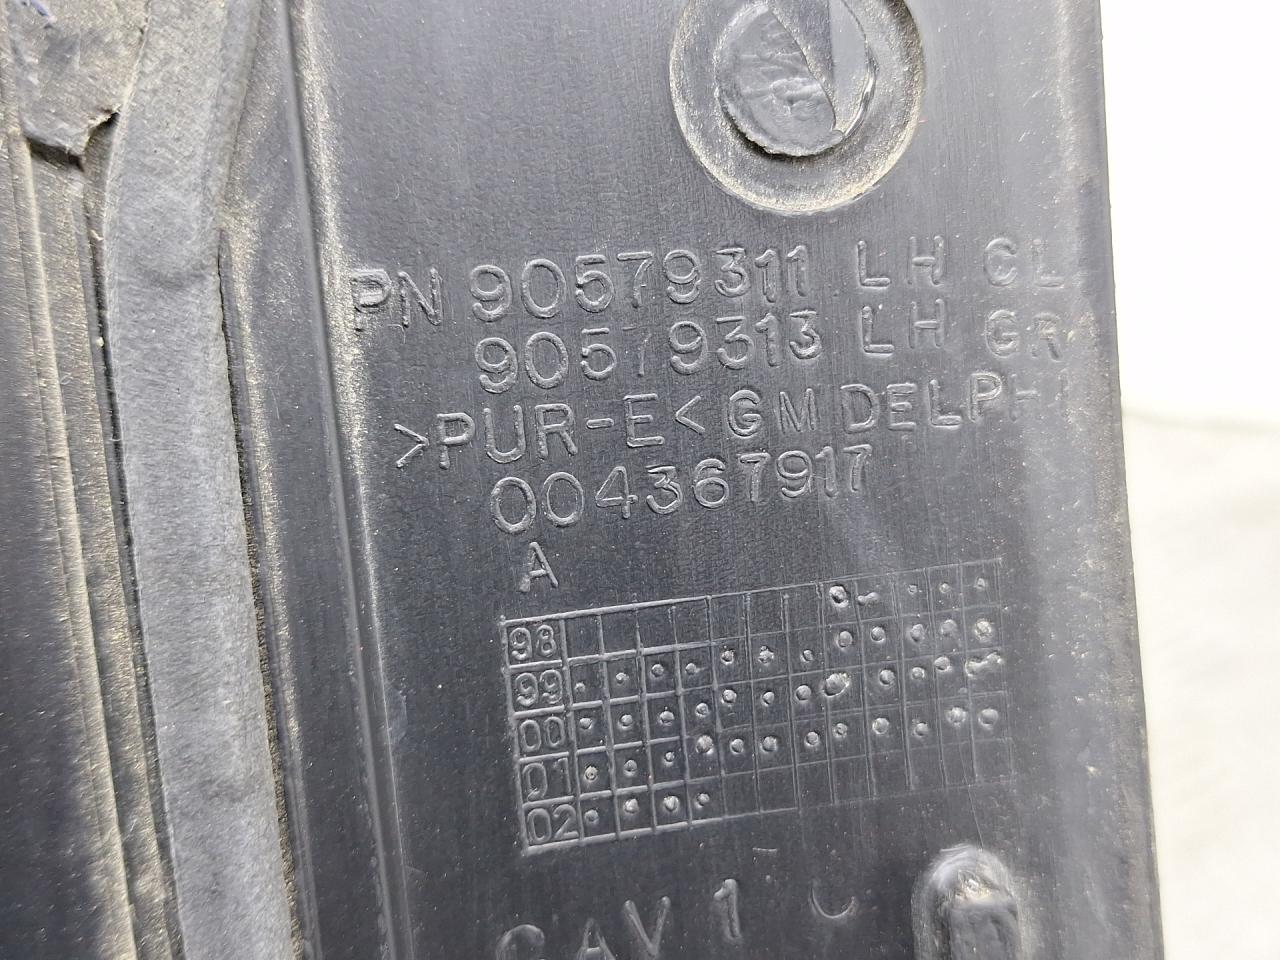 PN 90579311 LH CL
90579313 LH GR
>PUR-E< GM DELPHI
004367917
A
98
99
00
01
02
CAV 1